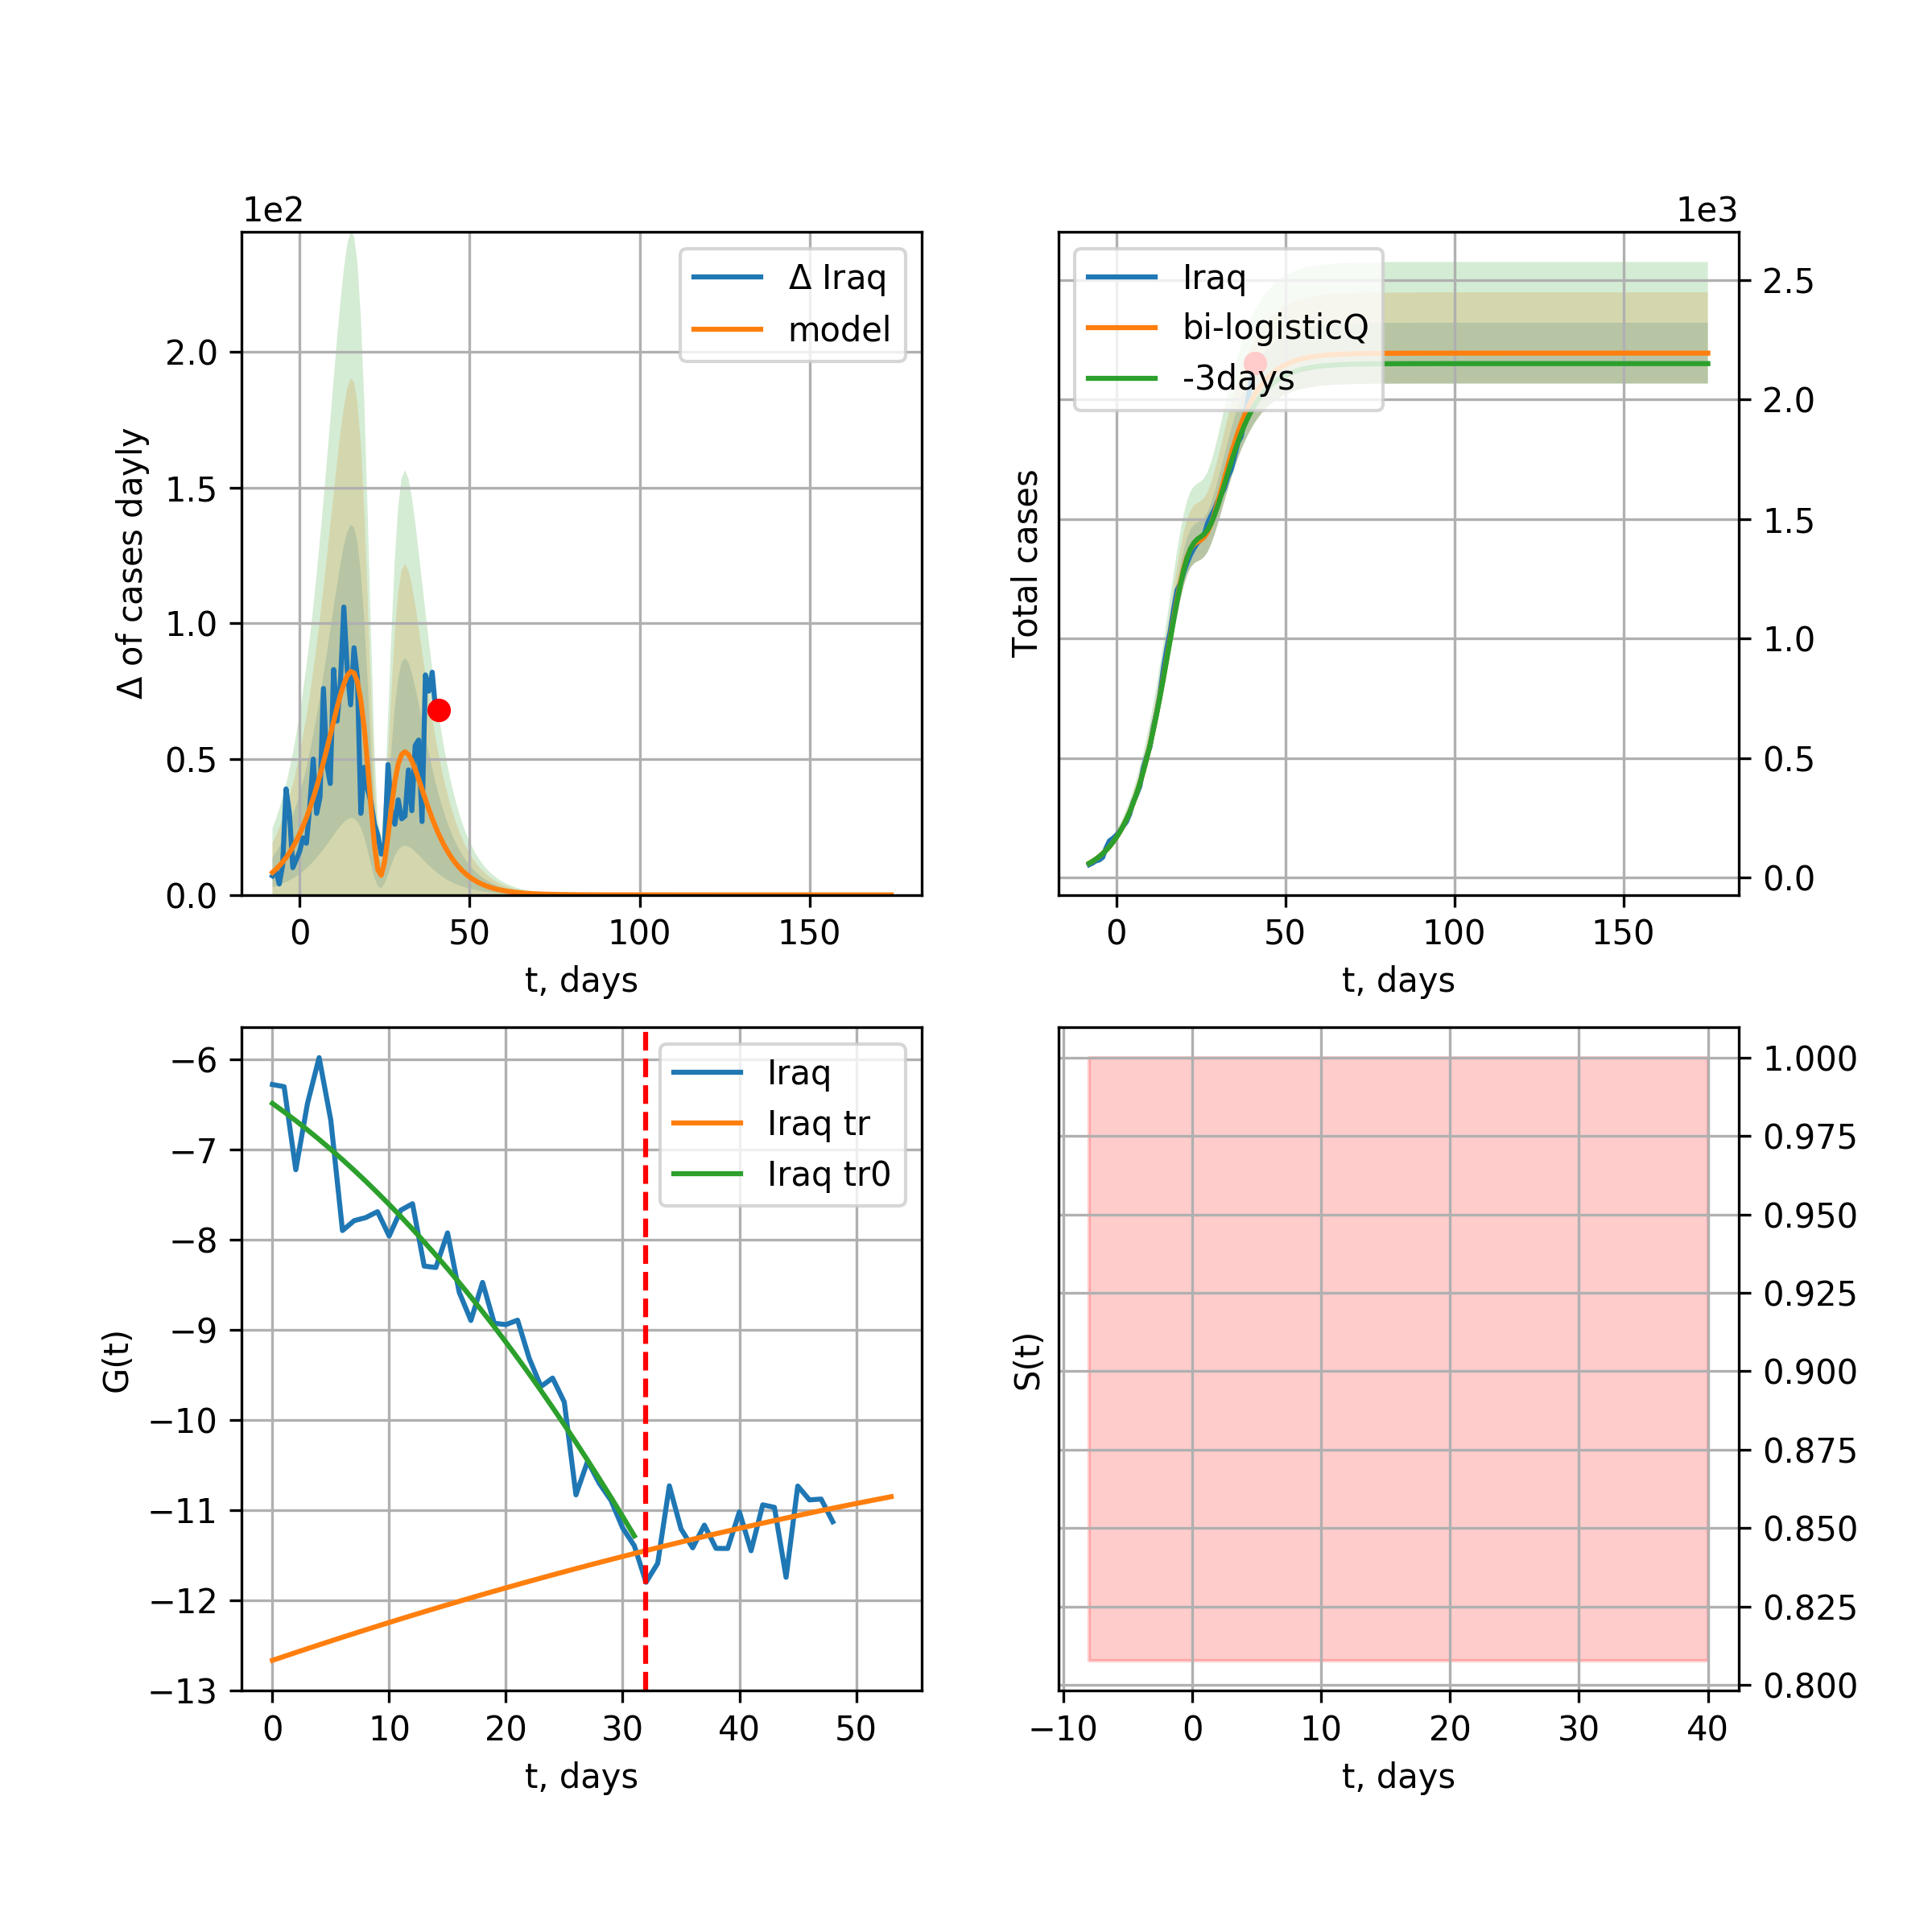 1e2
Δ of cases dayly
2.0
1.5
1.0
0.5
0.0
Δ Iraq
model
0 50 100 150
t, days
1e3
Total cases
Iraq
bi-logisticQ
-3days
2.5
2.0
1.5
1.0
0.5
0.0
0 50 100 150
t, days
G(t)
−6
−7
−8
−9
−10
−11
−12
−13
Iraq
Iraq tr
Iraq tr0
0 10 20 30 40 50
t, days
S(t)
1.000
0.975
0.950
0.925
0.900
0.875
0.850
0.825
0.800
−10 0 10 20 30 40
t, days